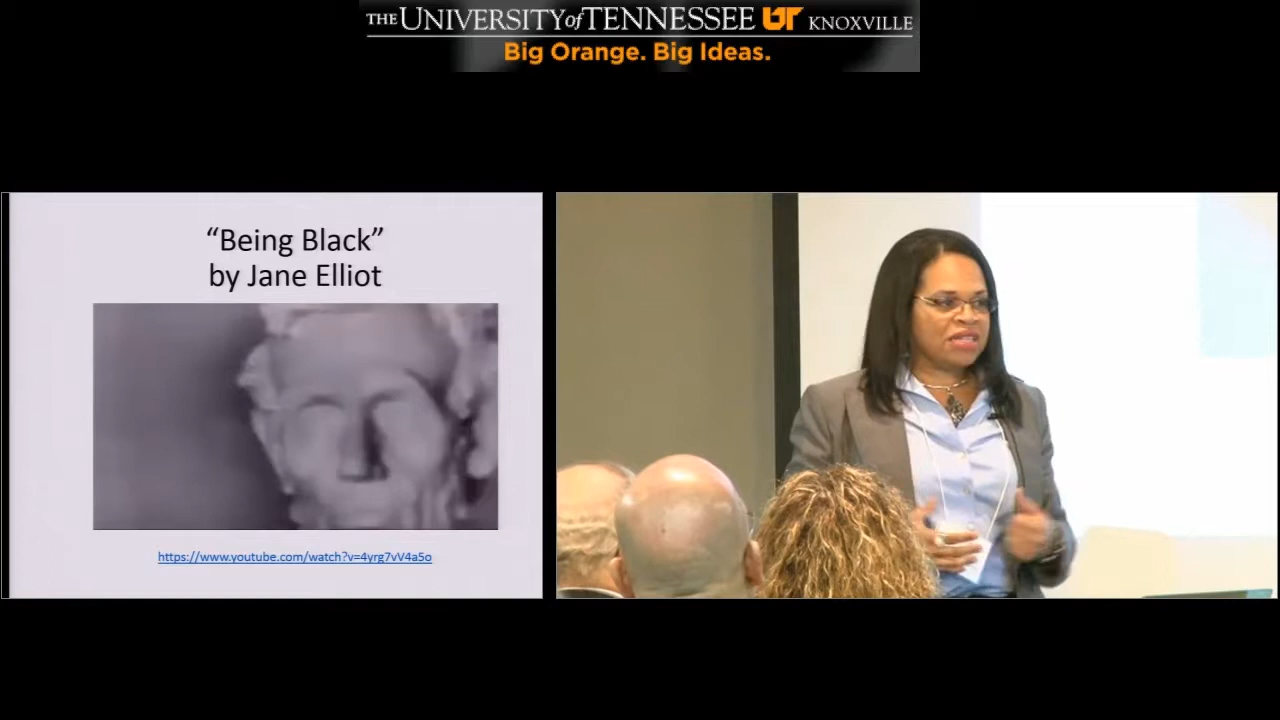 THE UNIVERSITY of TENNESSEE UT KNOXVILLE
Big Orange. Big Ideas.
“Being Black”
by Jane Elliot
https://www.youtube.com/watch?v=4yrg7vV4a5o